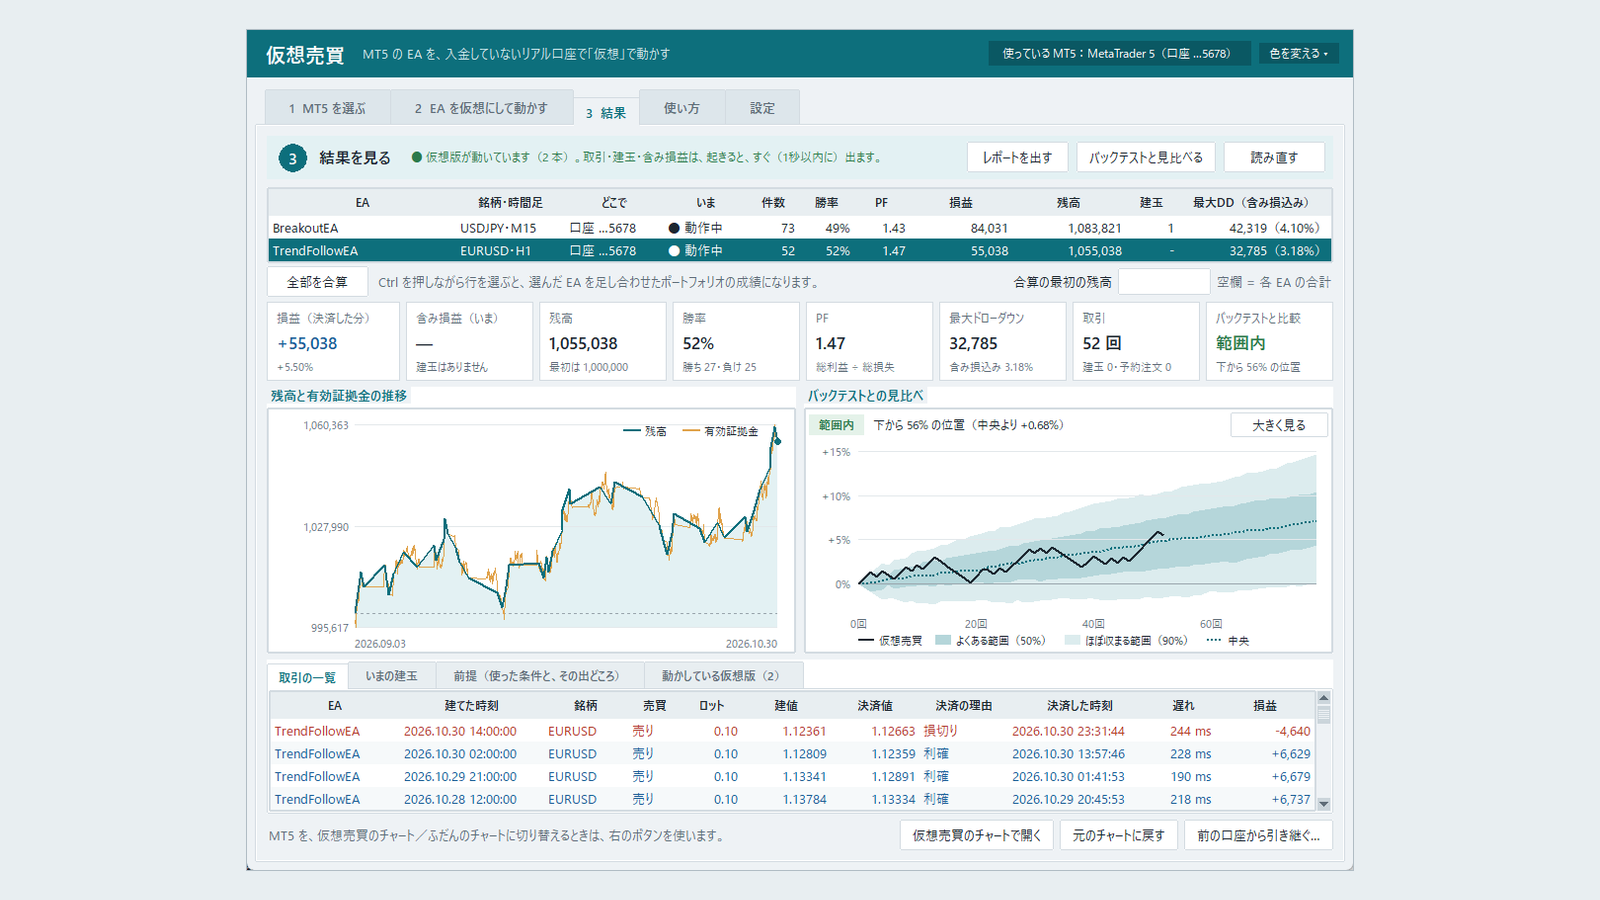 仮想売買 MT5 の EA を、入金していないリアル口座で「仮想」で動かす 使っている MT5：MetaTrader 5（口座 ...5678） 色を変える ▾
1 MT5 を選ぶ 2 EA を仮想にして動かす 3 結果 使い方 設定
3 結果を見る ● 仮想版が動いています（2 本）。取引・建玉・含み損益は、起きると、すぐ（1秒以内に）出ます。 レポートを出す バックテストと見比べる 読み直す
EA 銘柄・時間足 どこで いま 件数 勝率 PF 損益 残高 建玉 最大DD（含み損込み）
BreakoutEA USDJPY・M15 口座 ...5678 ● 動作中 73 49% 1.43 84,031 1,083,821 1 42,319（4.10%）
TrendFollowEA EURUSD・H1 口座 ...5678 ● 動作中 52 52% 1.47 55,038 1,055,038 - 32,785（3.18%）
全部を合算 Ctrl を押しながら行を選ぶと、選んだ EA を足し合わせたポートフォリオの成績になります。 合算の最初の残高 空欄 = 各 EA の合計
損益（決済した分） 含み損益（いま） 残高 勝率 PF 最大ドローダウン 取引 バックテストと比較
+55,038 — 1,055,038 52% 1.47 32,785 52 回 範囲内
+5.50% 建玉はありません 最初は 1,000,000 勝ち 27・負け 25 総利益 ÷ 総損失 含み損込み 3.18% 建玉 0・予約注文 0 下から 56% の位置
残高と有効証拠金の推移
1,060,363
1,027,990
995,617
残高 有効証拠金
2026.09.03 2026.10.30
バックテストとの見比べ
範囲内 下から 56% の位置（中央より +0.68%） 大きく見る
+15%
+10%
+5%
0%
0回 20回 40回 60回
仮想売買 よくある範囲（50%） ほぼ収まる範囲（90%） 中央
取引の一覧 いまの建玉 前提（使った条件と、その出どころ） 動かしている仮想版（2）
EA 建てた時刻 銘柄 売買 ロット 建値 決済値 決済の理由 決済した時刻 遅れ 損益
TrendFollowEA 2026.10.30 14:00:00 EURUSD 売り 0.10 1.12361 1.12663 損切り 2026.10.30 23:31:44 244 ms -4,640
TrendFollowEA 2026.10.30 02:00:00 EURUSD 売り 0.10 1.12809 1.12359 利確 2026.10.30 13:57:46 228 ms +6,629
TrendFollowEA 2026.10.29 21:00:00 EURUSD 売り 0.10 1.13341 1.12891 利確 2026.10.30 01:41:53 190 ms +6,679
TrendFollowEA 2026.10.28 12:00:00 EURUSD 売り 0.10 1.13784 1.13334 利確 2026.10.29 20:45:53 218 ms +6,737
MT5 を、仮想売買のチャート／ふだんのチャートに切り替えるときは、右のボタンを使います。 仮想売買のチャートで開く 元のチャートに戻す 前の口座から引き継ぐ...